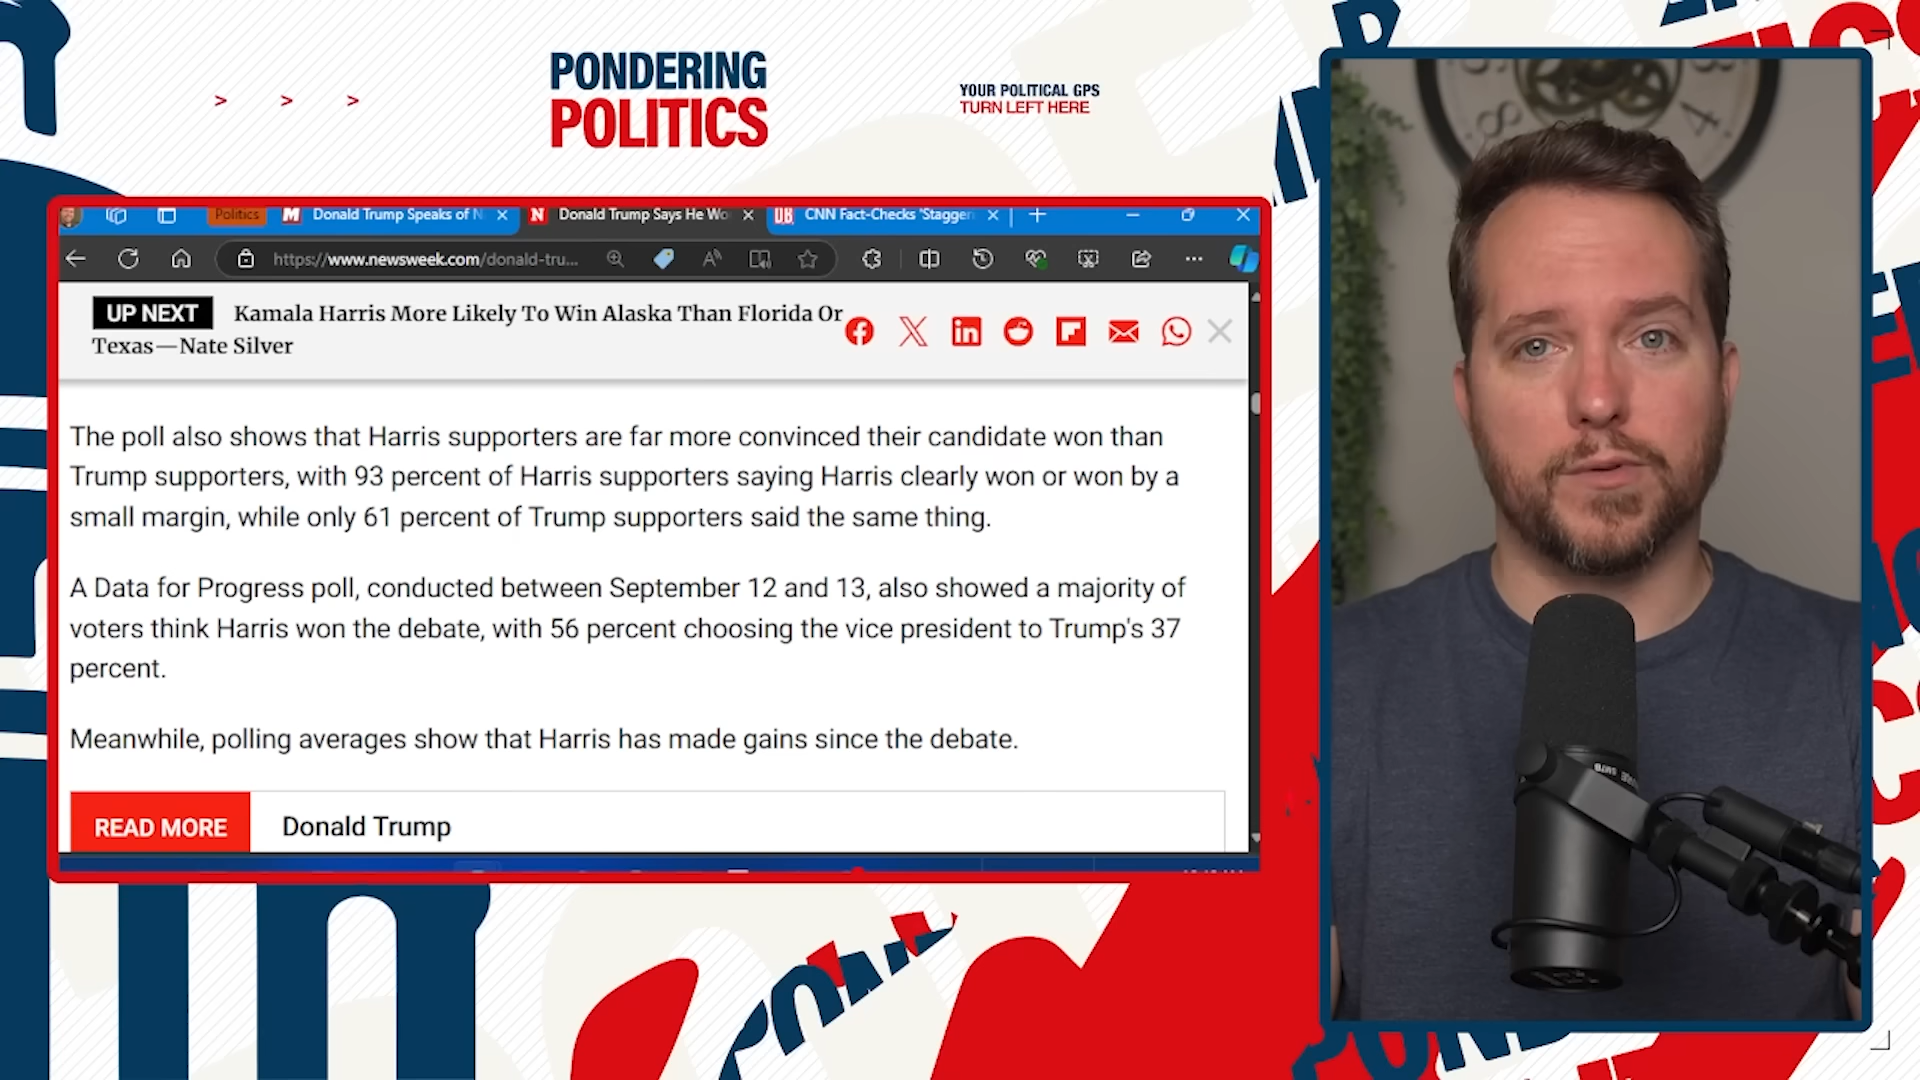 > > >
PONDERING
POLITICS
YOUR POLITICAL GPS
TURN LEFT HERE
Politics
Donald Trump Speaks of N
Donald Trump Says He Wo
CNN Fact-Checks 'Stagger
https://www.newsweek.com/donald-tru...
UP NEXT Kamala Harris More Likely To Win Alaska Than Florida Or
Texas—Nate Silver
The poll also shows that Harris supporters are far more convinced their candidate won than
Trump supporters, with 93 percent of Harris supporters saying Harris clearly won or won by a
small margin, while only 61 percent of Trump supporters said the same thing.
A Data for Progress poll, conducted between September 12 and 13, also showed a majority of
voters think Harris won the debate, with 56 percent choosing the vice president to Trump's 37
percent.
Meanwhile, polling averages show that Harris has made gains since the debate.
READ MORE Donald Trump